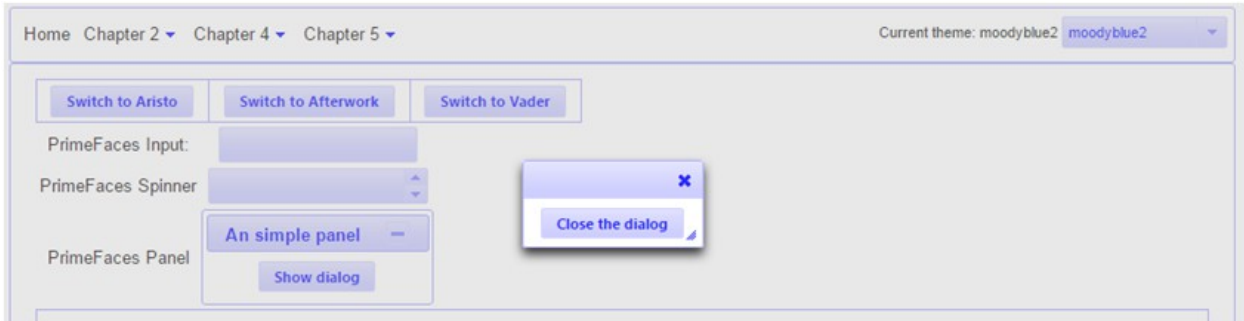 Home Chapter 2 Chapter 4 Chapter 5 Current theme: moodyblue2 moodyblue2
Switch to Aristo Switch to Afterwork Switch to Vader
PrimeFaces Input:
PrimeFaces Spinner
Close the dialog
An simple panel
PrimeFaces Panel
Show dialog